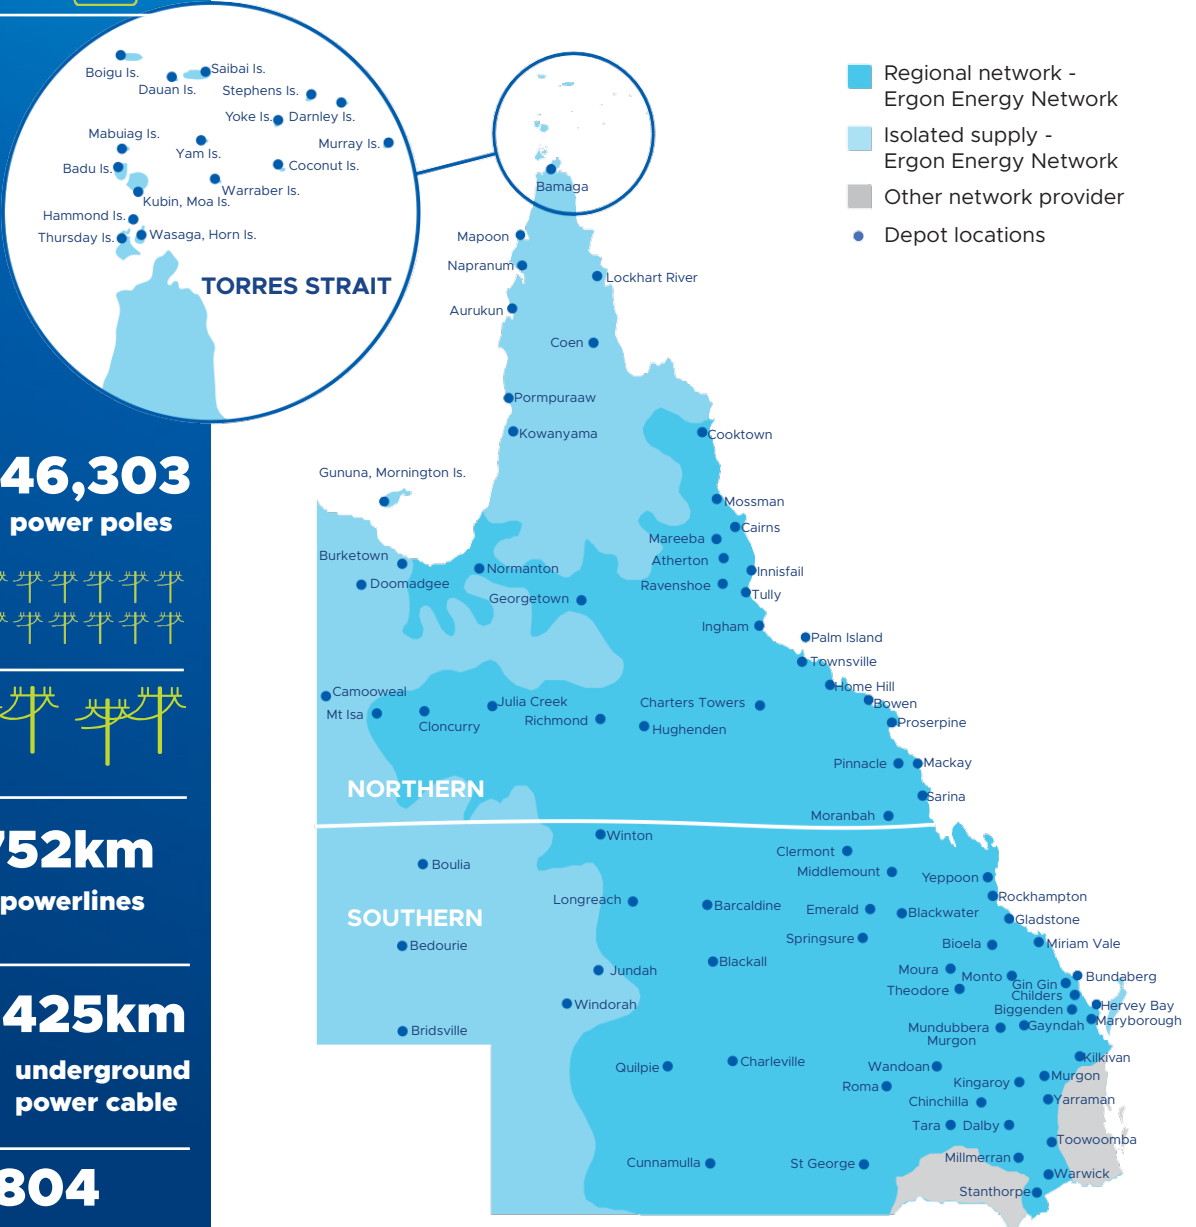 Boigu Is.
Saibai Is.
Dauan Is.
Stephens Is.
Yoke Is.
Darnley Is.
Mabuiag Is.
Yam Is.
Murray Is.
Badu Is.
Coconut Is.
Warraber Is.
Kubin, Moa Is.
Hammond Is.
Thursday Is.
Wasaga, Horn Is.
TORRES STRAIT
46,303
power poles
752km
powerlines
425km
underground
power cable
804
Regional network -
Ergon Energy Network
Isolated supply -
Ergon Energy Network
Other network provider
Depot locations
Bamaga
Mapoon
Napranum
Lockhart River
Aurukun
Coen
Pormpuraaw
Kowanyama
Cooktown
Gununa, Mornington Is.
Mossman
Cairns
Mareeba
Burketown
Atherton
Normanton
Innisfail
Doomadgee
Ravenshoe
Georgetown
Tully
Ingham
Palm Island
Townsville
Home Hill
Camooweal
Julia Creek
Charters Towers
Bowen
Mt Isa
Cloncurry
Richmond
Hughenden
Proserpine
Pinnacle
Mackay
NORTHERN
Sarina
Moranbah
Winton
Clermont
Boulia
Middlemount
Yeppoon
Longreach
Barcaldine
Emerald
Rockhampton
SOUTHERN
Blackwater
Gladstone
Springsure
Bedourie
Bioela
Miriam Vale
Jundah
Blackall
Moura
Monto
Bundaberg
Gin Gin
Theodore
Childers
Windorah
Biggenden
Hervey Bay
Maryborough
Bridsville
Mundubbera
Gayndah
Murgon
Kilkivan
Quilpie
Charleville
Wandoan
Murgon
Roma
Kingaroy
Chinchilla
Yarraman
Tara
Dalby
Toowoomba
Cunnamulla
St George
Millmerran
Warwick
Stanthorpe